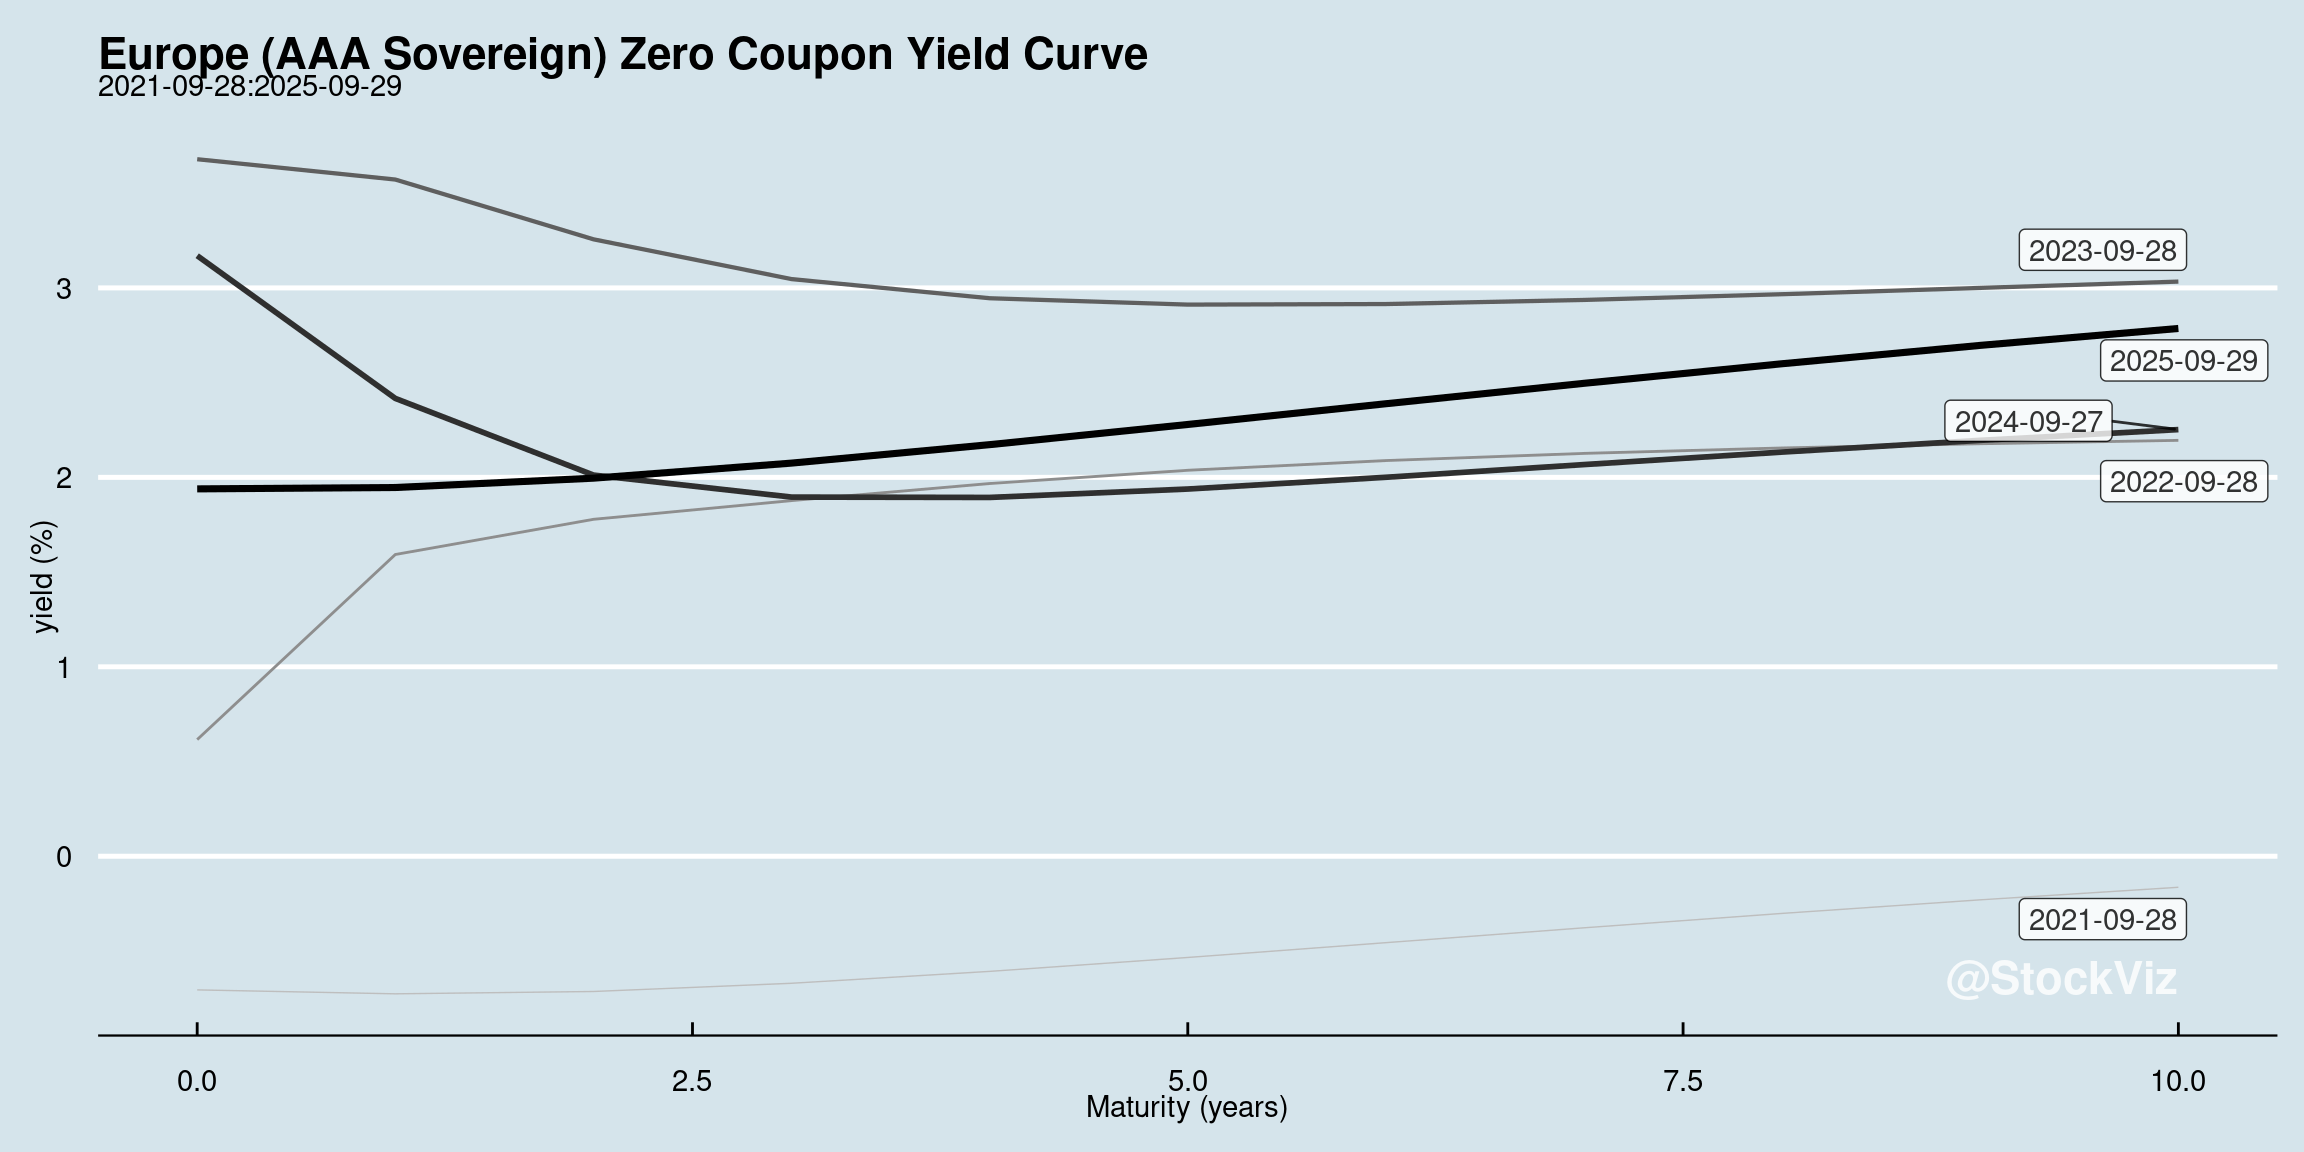 Europe (AAA Sovereign) Zero Coupon Yield Curve
2021-09-28:2025-09-29
2023-09-28
3
2025-09-29
2024-09-27
2
2022-09-28
yield (%)
1
0
2021-09-28
@StockViz
0.0 2.5 5.0 7.5 10.0
Maturity (years)